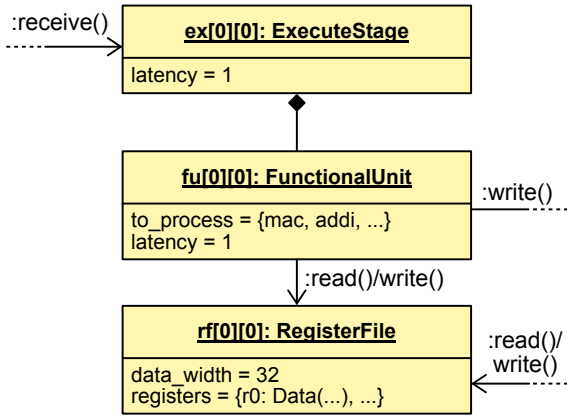 :receive()
ex[0][0]: ExecuteStage
latency = 1
fu[0][0]: FunctionalUnit
to_process = {mac, addi, ...}
latency = 1
:write()
:read()/write()
rf[0][0]: RegisterFile
data_width = 32
registers = {r0: Data(...), ...}
:read()/
write()